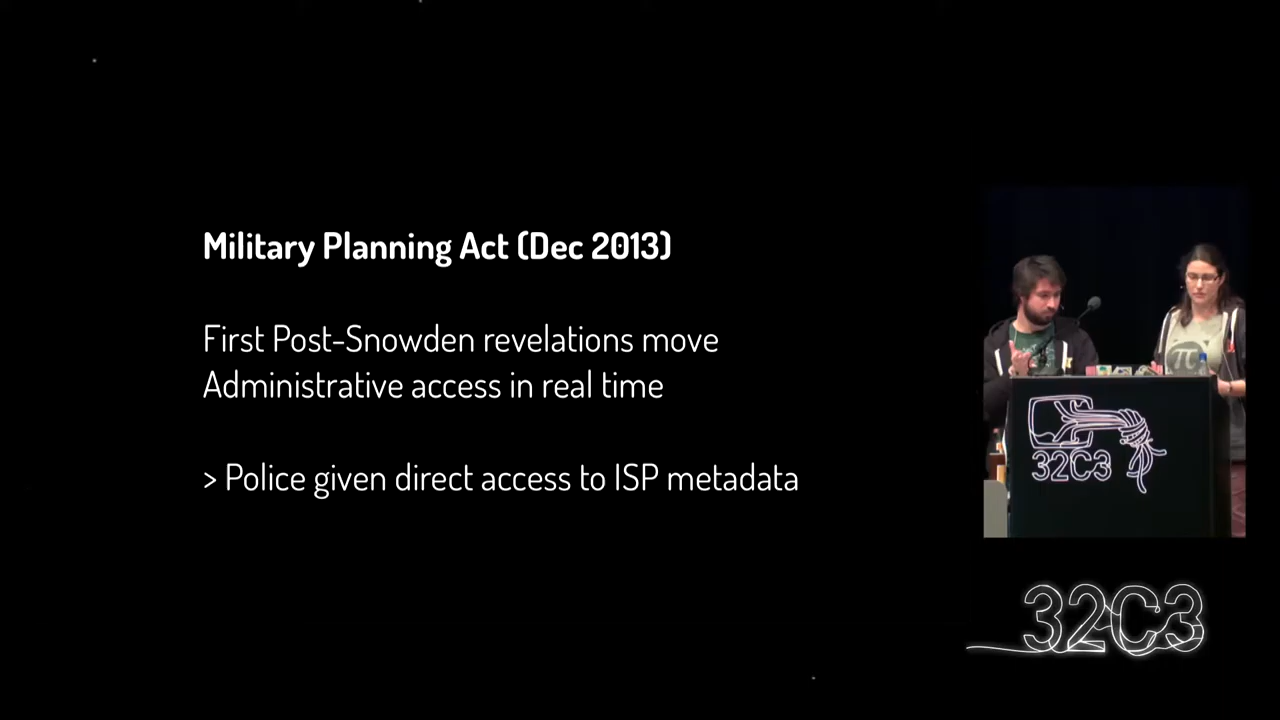 Military Planning Act (Dec 2013)
First Post-Snowden revelations move
Administrative access in real time
> Police given direct access to ISP metadata
π
32C3
32C3